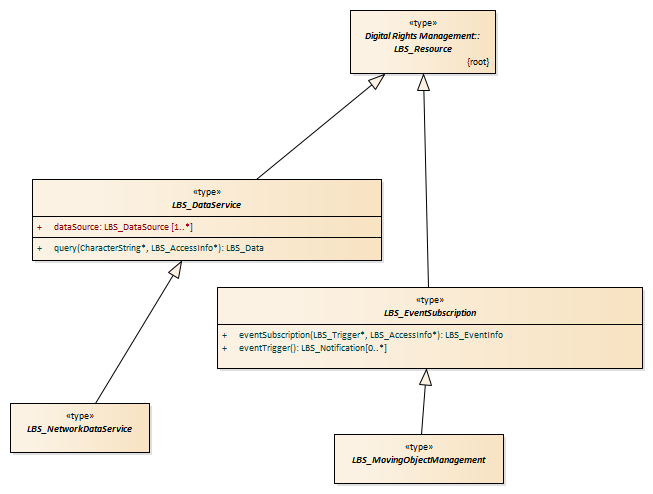 «type»
Digital Rights Management::
LBS_Resource
{root}
«type»
LBS_DataService
+ dataSource: LBS_DataSource [1..*]
+ query(CharacterString*, LBS_AccessInfo*): LBS_Data
«type»
LBS_EventSubscription
+ eventSubscription(LBS_Trigger*, LBS_AccessInfo*): LBS_EventInfo
+ eventTrigger(): LBS_Notification[0..*]
«type»
LBS_NetworkDataService
«type»
LBS_MovingObjectManagement